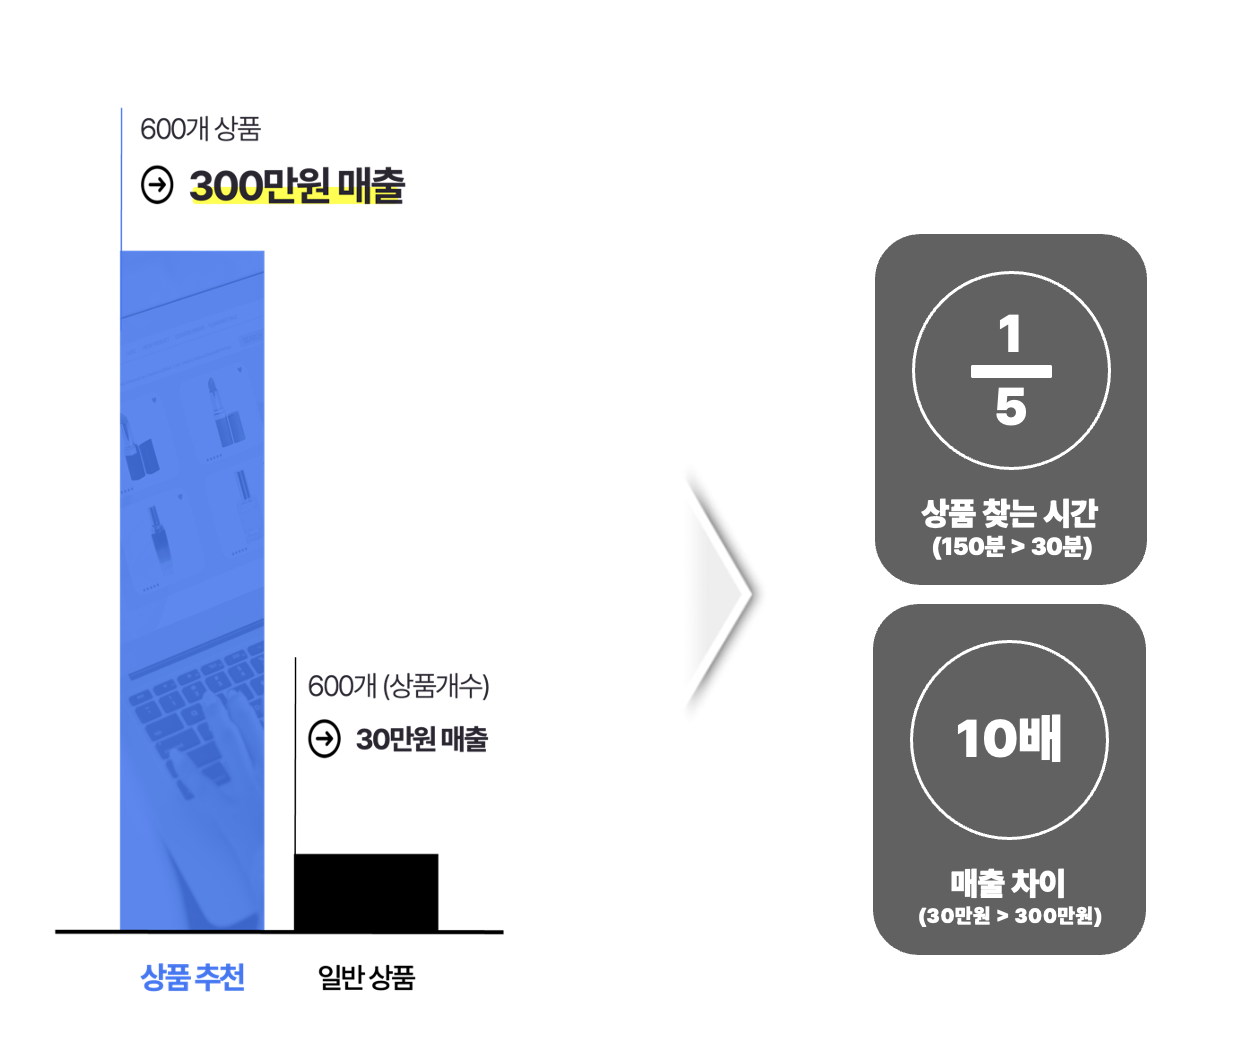 600개 상품
300만원 매출
600개 (상품개수)
30만원 매출
상품 추천
일반 상품
1
5
상품 찾는 시간
(150분 > 30분)
10배
매출 차이
(30만원 > 300만원)